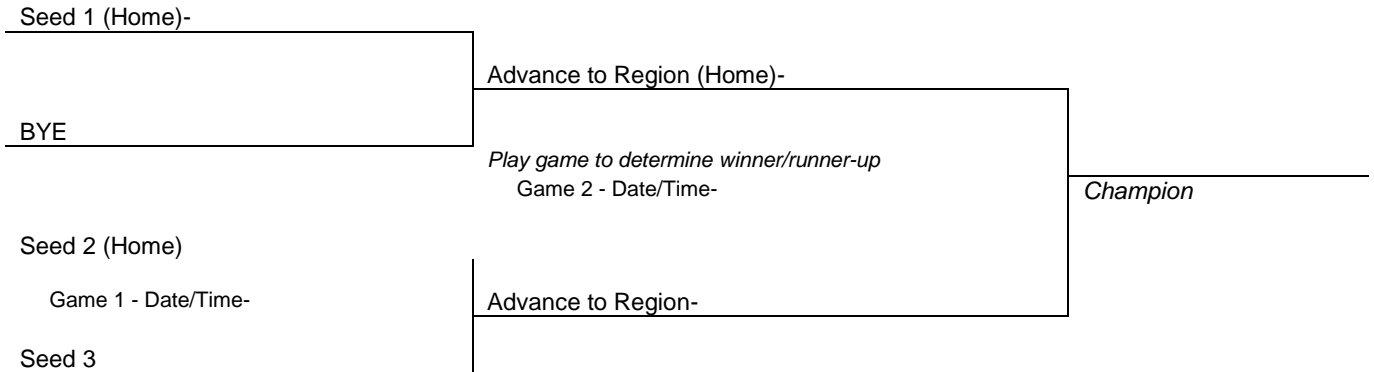 Seed 1 (Home)-
Advance to Region (Home)-
BYE
Play game to determine winner/runner-up
Game 2 - Date/Time-
Champion
Seed 2 (Home)
Game 1 - Date/Time-
Advance to Region-
Seed 3